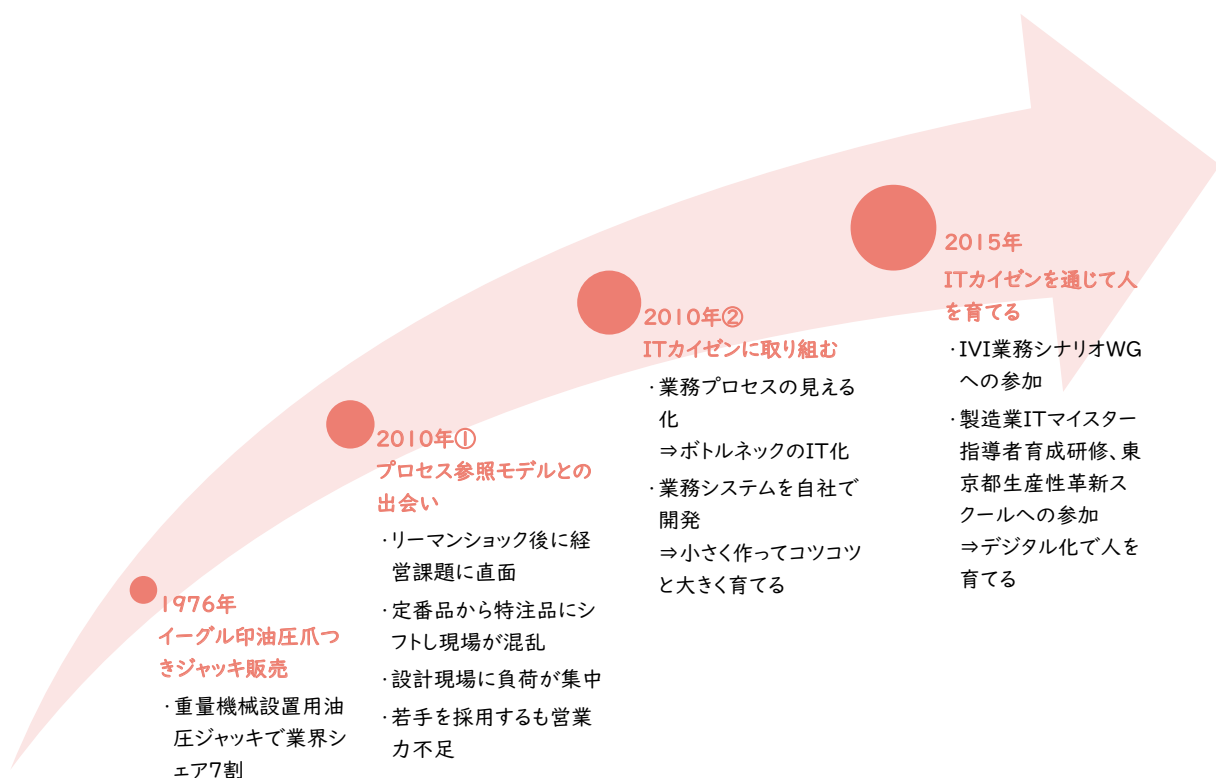 1976年
イーグル印油圧爪つ
きジャッキ販売
・重量機械設置用油
圧ジャッキで業界シ
ェア7割
2010年①
プロセス参照モデルとの
出会い
・リーマンショック後に経
営課題に直面
・定番品から特注品にシ
フトし現場が混乱
・設計現場に負荷が集中
・若手を採用するも営業
力不足
2010年②
ITカイゼンに取り組む
・業務プロセスの見える
化
⇒ボトルネックのIT化
・業務システムを自社で
開発
⇒小さく作ってコツコツ
と大きく育てる
2015年
ITカイゼンを通じて人
を育てる
・IVI業務シナリオWG
への参加
・製造業ITマイスター
指導者育成研修、東
京都生産性革新ス
クールへの参加
⇒デジタル化で人を
育てる